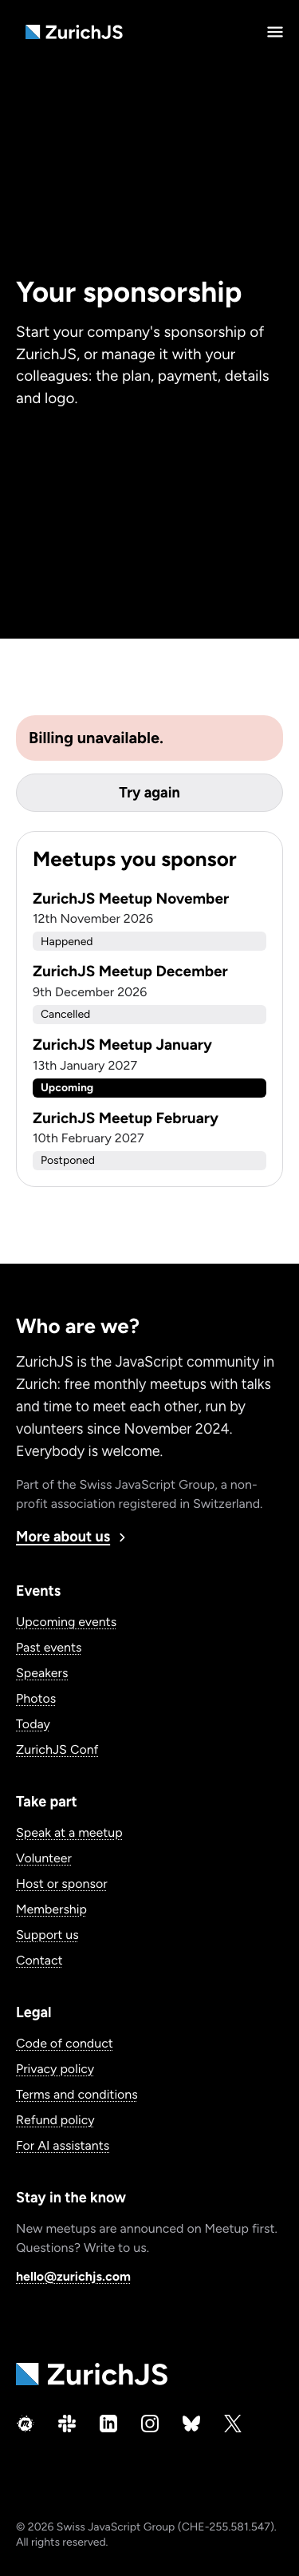 ZurichJS
Your sponsorship
Start your company's sponsorship of
ZurichJS, or manage it with your
colleagues: the plan, payment, details
and logo.
Billing unavailable.
Try again
Meetups you sponsor
ZurichJS Meetup November
12th November 2026
Happened
ZurichJS Meetup December
9th December 2026
Cancelled
ZurichJS Meetup January
13th January 2027
Upcoming
ZurichJS Meetup February
10th February 2027
Postponed
Who are we?
ZurichJS is the JavaScript community in
Zurich: free monthly meetups with talks
and time to meet each other, run by
volunteers since November 2024.
Everybody is welcome.
Part of the Swiss JavaScript Group, a non-
profit association registered in Switzerland.
More about us
Events
Upcoming events
Past events
Speakers
Photos
Today
ZurichJS Conf
Take part
Speak at a meetup
Volunteer
Host or sponsor
Membership
Support us
Contact
Legal
Code of conduct
Privacy policy
Terms and conditions
Refund policy
For AI assistants
Stay in the know
New meetups are announced on Meetup first.
Questions? Write to us.
hello@zurichjs.com
ZurichJS
© 2026 Swiss JavaScript Group (CHE-255.581.547).
All rights reserved.